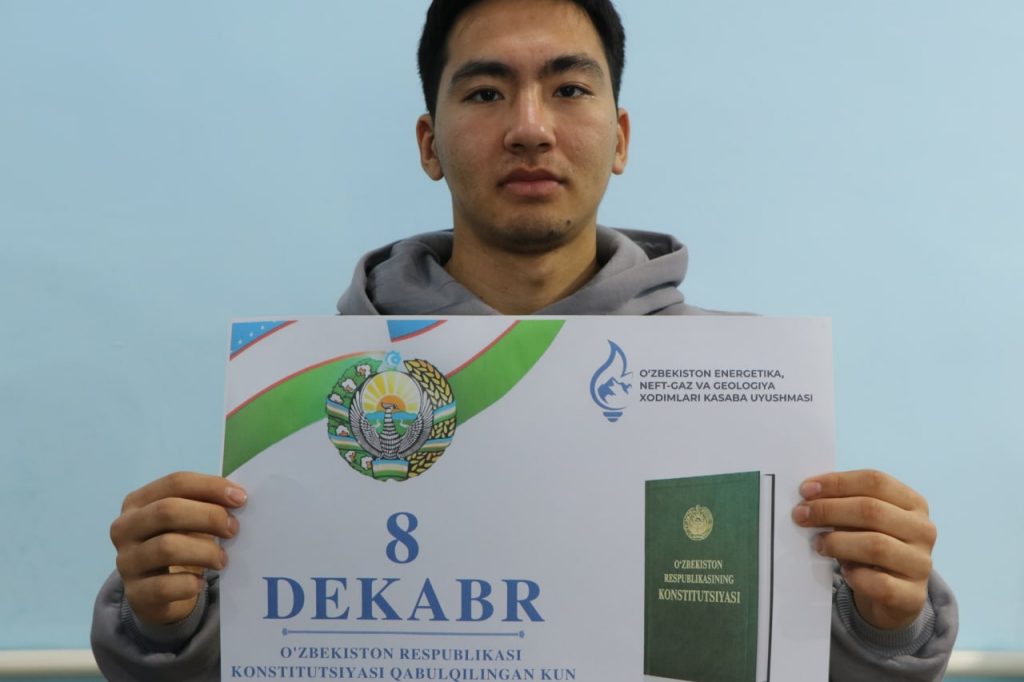 O‘ZBEKISTON ENERGETIKA,
NEFT-GAZ VA GEOLOGIYA
XODIMLARI KASABA UYUSHMASI
8
DEKABR
O'ZBEKISTON RESPUBLIKASI
KONSTITUTSIYASI QABULQILINGAN KUN
O‘ZBEKISTON
RESPUBLIKASINING
KONSTITUTSIYASI